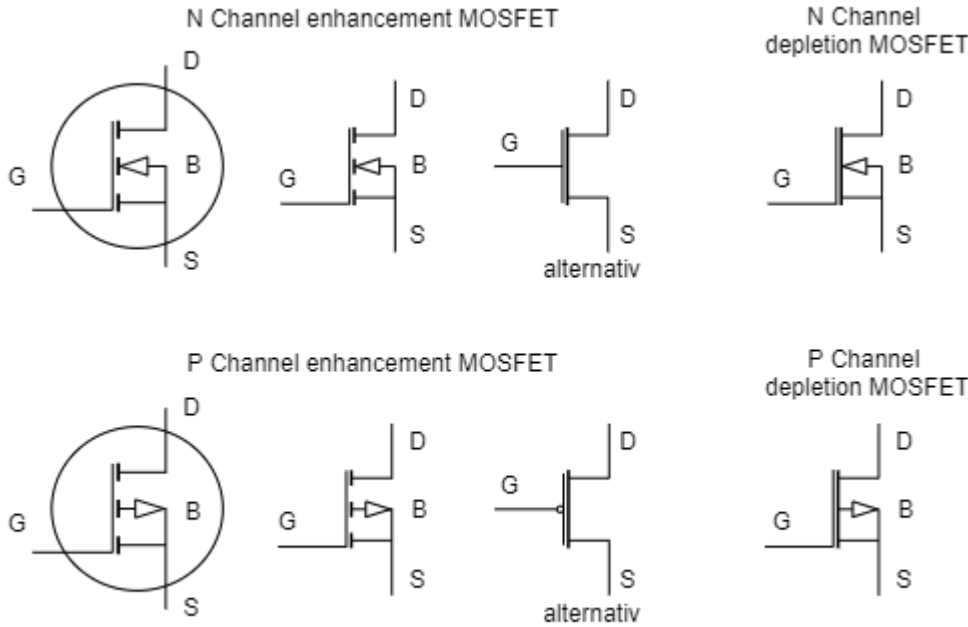 N Channel enhancement MOSFET
N Channel
depletion MOSFET
D
B
G
S
D
B
G
S
D
G
S
alternativ
D
B
G
S
P Channel enhancement MOSFET
P Channel
depletion MOSFET
D
B
G
S
D
B
G
S
D
G
S
alternativ
D
B
G
S